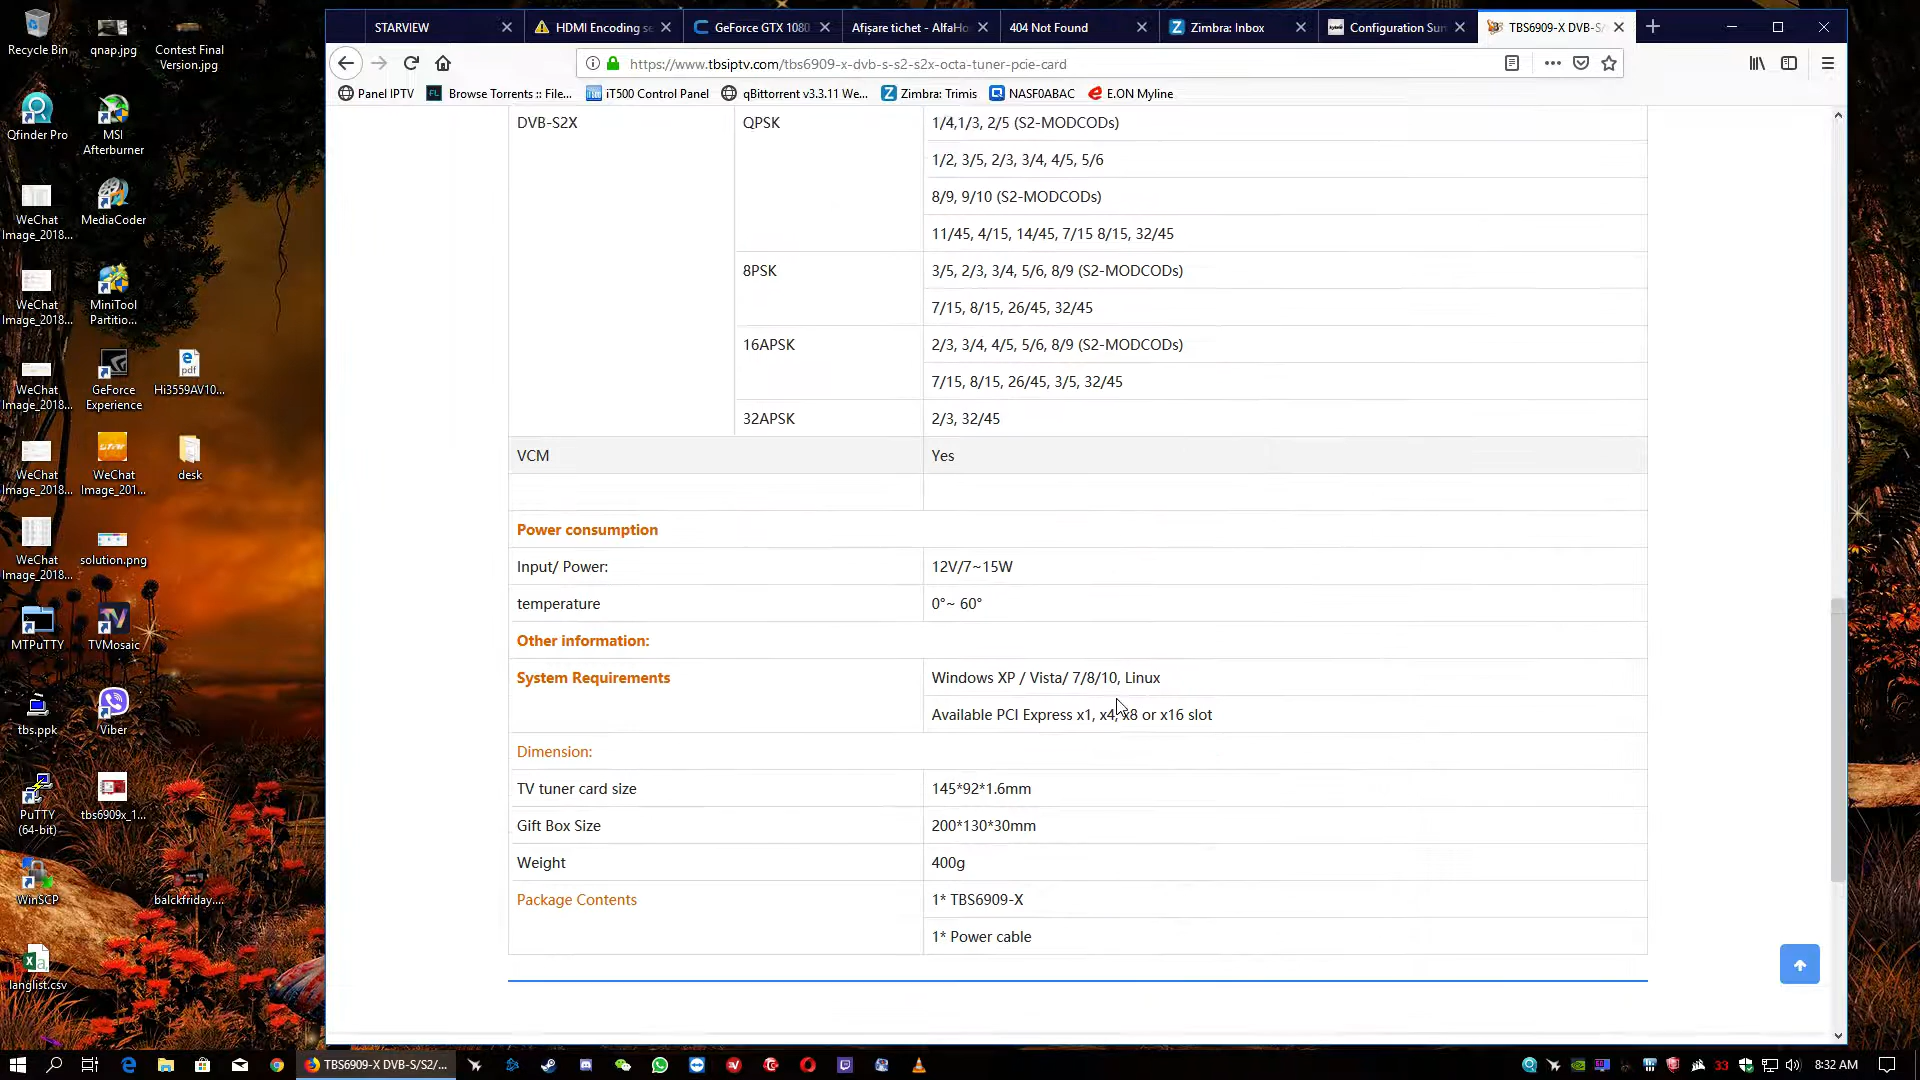 Recycle Bin
qnap.jpg
Contest Final
Version.jpg
Qfinder Pro
MSI
Afterburner
WeChat
Image_2018...
MediaCoder
WeChat
Image_2018...
MiniTool
Partitio...
WeChat
Image_2018...
GeForce
Experience
Hi3559AV10...
WeChat
Image_2018...
WeChat
Image_201...
desk
WeChat
Image_2018...
solution.png
MTPuTTY
TVMosaic
tbs.ppk
Viber
PuTTY
(64-bit)
tbs6909x_1...
WinSCP
balckfriday....
langlist.csv
STARVIEW
HDMI Encoding se
GeForce GTX 1080
Afișare tichet - AlfaHo
404 Not Found
Zimbra: Inbox
Configuration Sun
TBS6909-X DVB-S/
https://www.tbsiptv.com/tbs6909-x-dvb-s-s2-s2x-octa-tuner-pcie-card
Panel IPTV
Browse Torrents :: File...
iT500 Control Panel
qBittorrent v3.3.11 We...
Zimbra: Trimis
NASF0ABAC
E.ON Myline
DVB-S2X
QPSK
1/4,1/3, 2/5 (S2-MODCODs)
1/2, 3/5, 2/3, 3/4, 4/5, 5/6
8/9, 9/10 (S2-MODCODs)
11/45, 4/15, 14/45, 7/15 8/15, 32/45
8PSK
3/5, 2/3, 3/4, 5/6, 8/9 (S2-MODCODs)
7/15, 8/15, 26/45, 32/45
16APSK
2/3, 3/4, 4/5, 5/6, 8/9 (S2-MODCODs)
7/15, 8/15, 26/45, 3/5, 32/45
32APSK
2/3, 32/45
VCM
Yes
Power consumption
Input/ Power:
12V/7~15W
temperature
0°~ 60°
Other information:
System Requirements
Windows XP / Vista/ 7/8/10, Linux
Available PCI Express x1, x4, x8 or x16 slot
Dimension:
TV tuner card size
145*92*1.6mm
Gift Box Size
200*130*30mm
Weight
400g
Package Contents
1* TBS6909-X
1* Power cable
TBS6909-X DVB-S/S2/...
33
8:32 AM